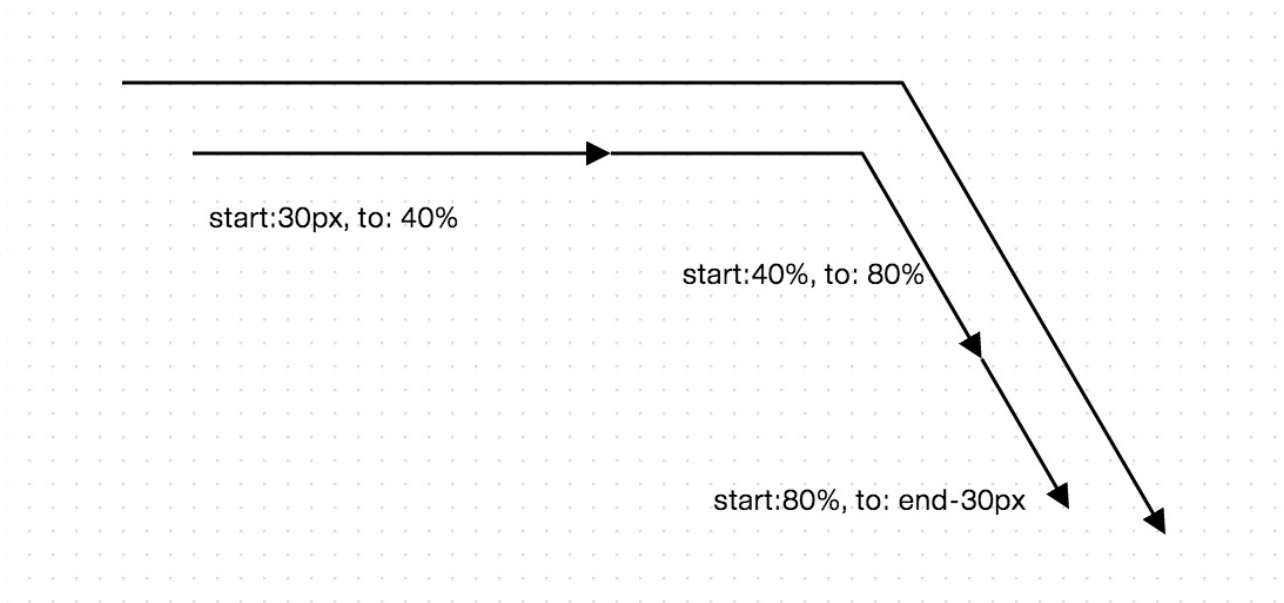 start:30px, to: 40%
start:40%, to: 80%
start:80%, to: end-30px